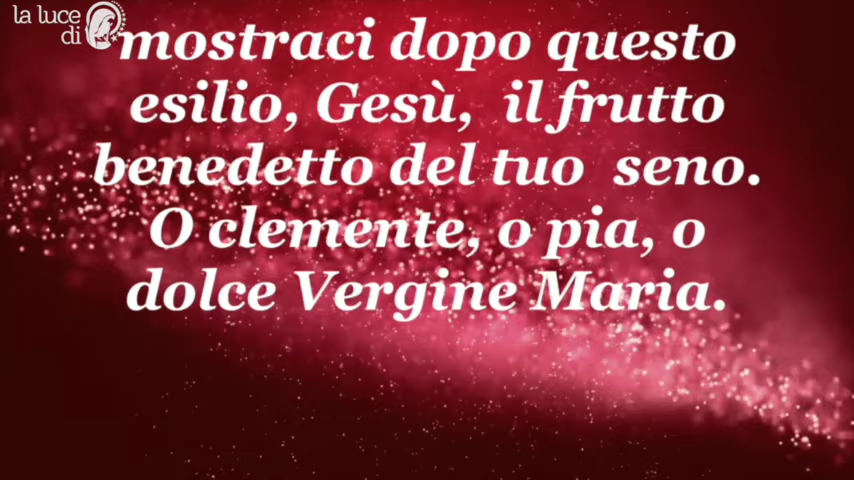 la luce
di
mostraci dopo questo
esilio, Gesù, il frutto
benedetto del tuo seno.
O clemente, o pia, o
dolce Vergine Maria.